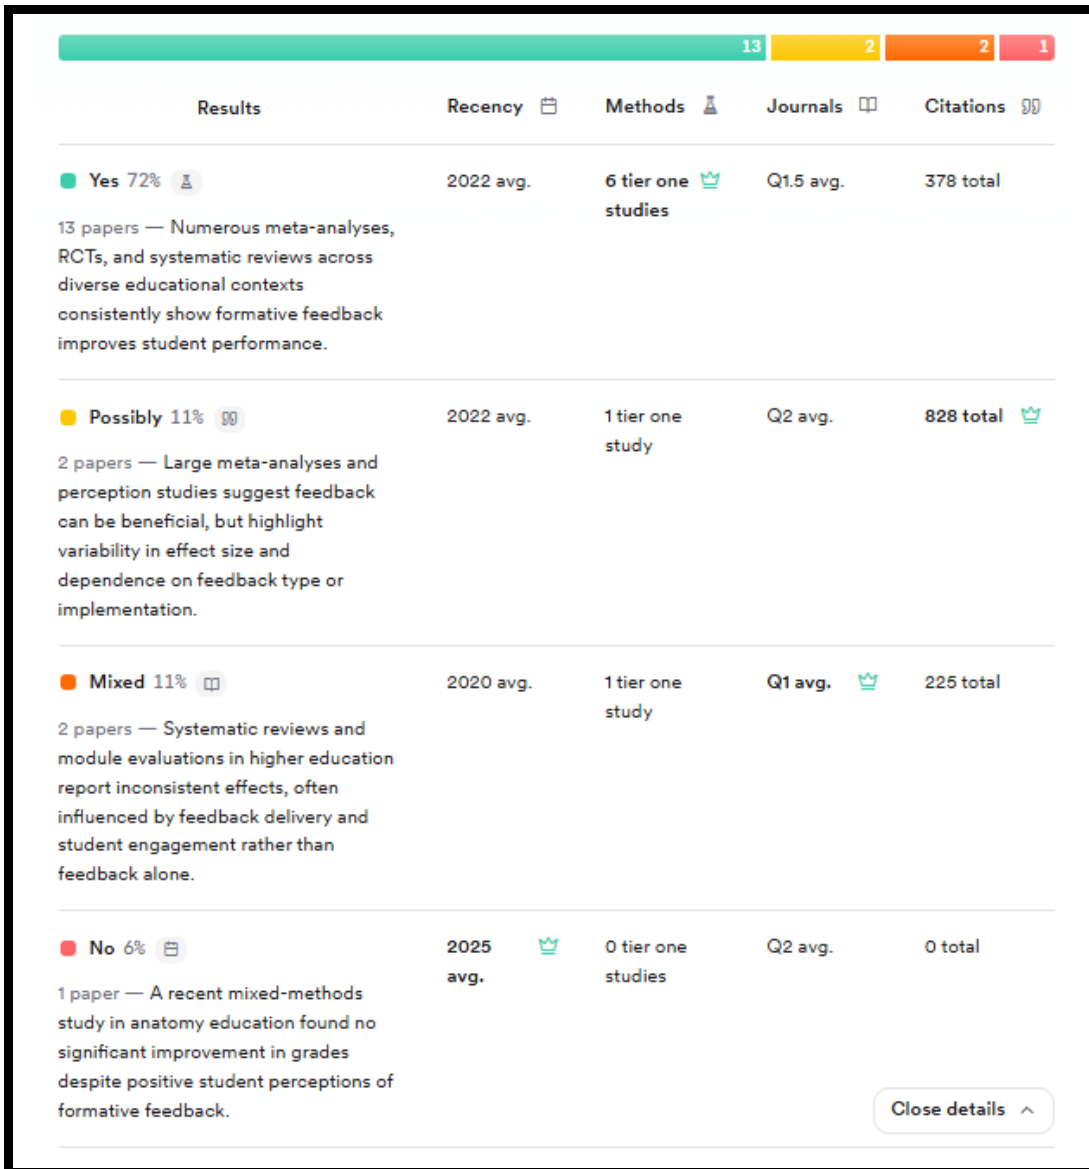 13 2 2 1
Results Recency Methods Journals Citations
Yes 72% 2022 avg. 6 tier one Q1.5 avg. 378 total
studies
13 papers — Numerous meta-analyses,
RCTs, and systematic reviews across
diverse educational contexts
consistently show formative feedback
improves student performance.
Possibly 11% 2022 avg. 1 tier one Q2 avg. 828 total
study
2 papers — Large meta-analyses and
perception studies suggest feedback
can be beneficial, but highlight
variability in effect size and
dependence on feedback type or
implementation.
Mixed 11% 2020 avg. 1 tier one Q1 avg. 225 total
study
2 papers — Systematic reviews and
module evaluations in higher education
report inconsistent effects, often
influenced by feedback delivery and
student engagement rather than
feedback alone.
No 6% 2025 0 tier one Q2 avg. 0 total
avg. studies
1 paper — A recent mixed-methods
study in anatomy education found no
significant improvement in grades
despite positive student perceptions of
formative feedback.
Close details